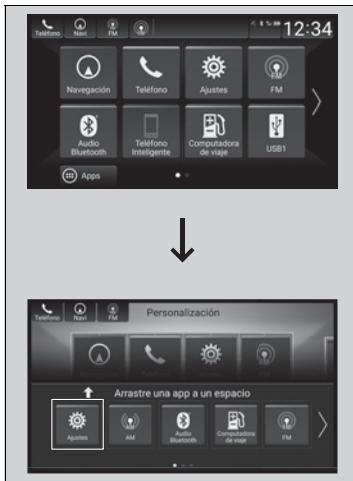 Teléfono Navi FM
12:34
Navegación Teléfono Ajustes FM
Audio Bluetooth
Teléfono Inteligente
Computadora de viaje
USB1
Apps
Teléfono Navi FM
Personalización
Arrastre una app a un espacio
Ajustes AM
Audio Bluetooth
Computadora de viaje
FM